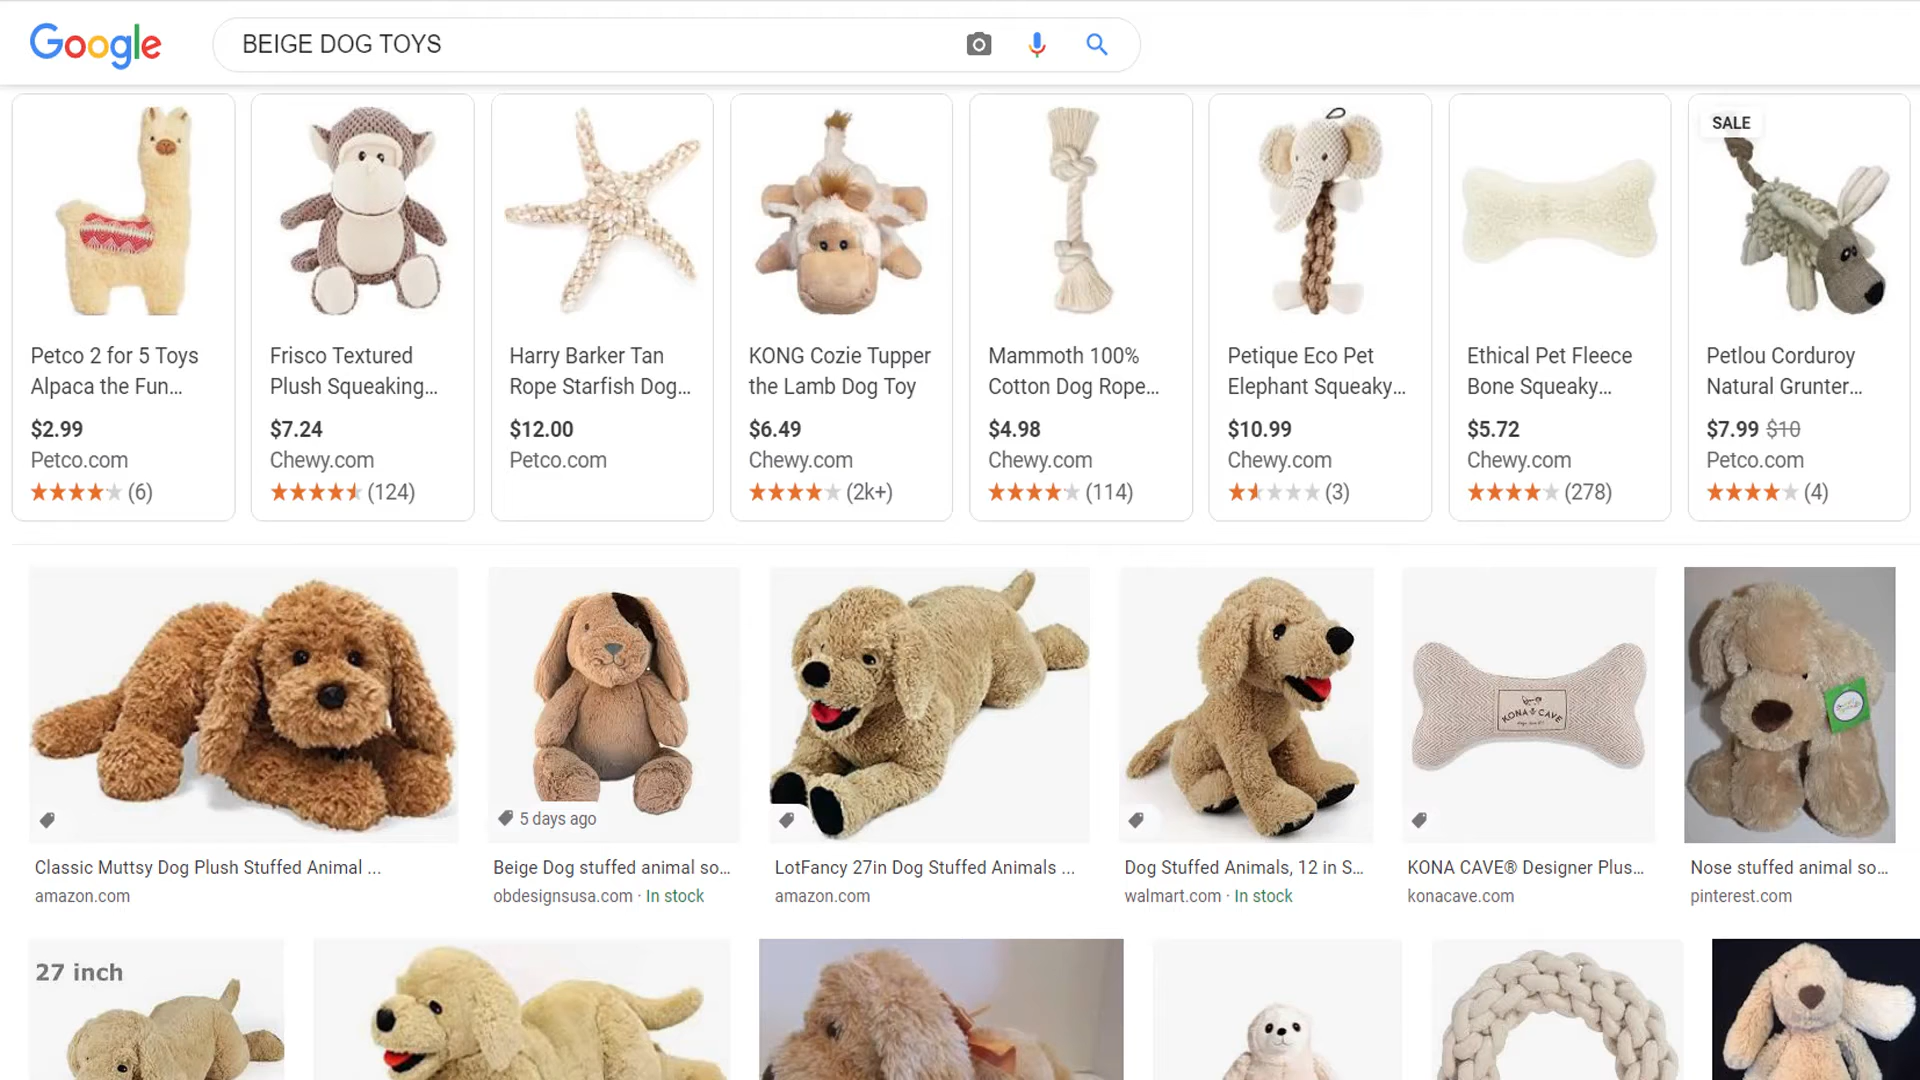 Google
BEIGE DOG TOYS
Petco 2 for 5 Toys
Alpaca the Fun...
$2.99
Petco.com
(6)
Frisco Textured
Plush Squeaking...
$7.24
Chewy.com
(124)
Harry Barker Tan
Rope Starfish Dog...
$12.00
Petco.com
KONG Cozie Tupper
the Lamb Dog Toy
$6.49
Chewy.com
(2k+)
Mammoth 100%
Cotton Dog Rope...
$4.98
Chewy.com
(114)
Petique Eco Pet
Elephant Squeaky...
$10.99
Chewy.com
(3)
Ethical Pet Fleece
Bone Squeaky...
$5.72
Chewy.com
(278)
SALE
Petlou Corduroy
Natural Grunter...
$7.99 $10
Petco.com
(4)
Classic Muttsy Dog Plush Stuffed Animal ...
amazon.com
5 days ago
Beige Dog stuffed animal so...
obdesignsusa.com · In stock
LotFancy 27in Dog Stuffed Animals ...
amazon.com
Dog Stuffed Animals, 12 in S...
walmart.com · In stock
KONA CAVE
KONA CAVE® Designer Plus...
konacave.com
Nose stuffed animal so...
pinterest.com
27 inch